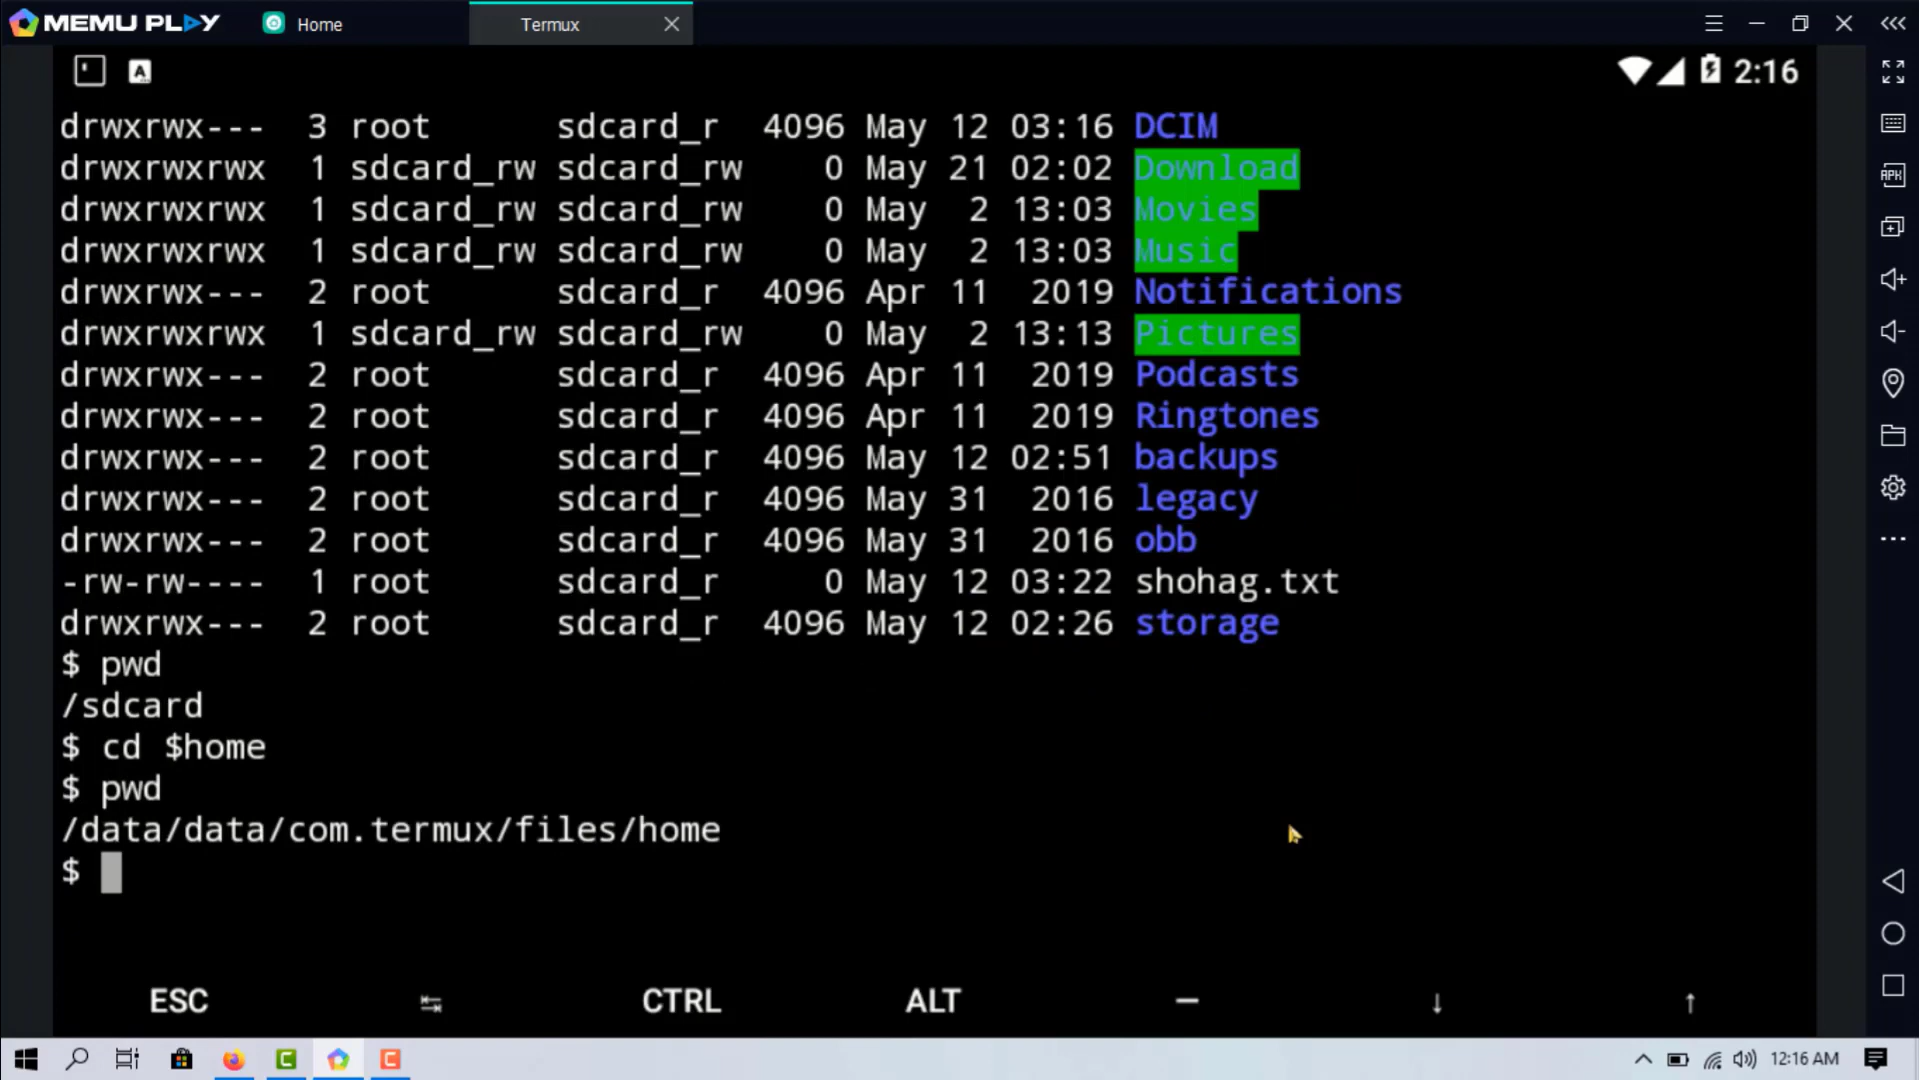 MEMU PLAY Home Termux
2:16
drwxrwx--- 3 root sdcard_r 4096 May 12 03:16 DCIM
drwxrwxrwx 1 sdcard_rw sdcard_rw 0 May 21 02:02 Download
drwxrwxrwx 1 sdcard_rw sdcard_rw 0 May 2 13:03 Movies
drwxrwxrwx 1 sdcard_rw sdcard_rw 0 May 2 13:03 Music
drwxrwx--- 2 root sdcard_r 4096 Apr 11 2019 Notifications
drwxrwxrwx 1 sdcard_rw sdcard_rw 0 May 2 13:13 Pictures
drwxrwx--- 2 root sdcard_r 4096 Apr 11 2019 Podcasts
drwxrwx--- 2 root sdcard_r 4096 Apr 11 2019 Ringtones
drwxrwx--- 2 root sdcard_r 4096 May 12 02:51 backups
drwxrwx--- 2 root sdcard_r 4096 May 31 2016 legacy
drwxrwx--- 2 root sdcard_r 4096 May 31 2016 obb
-rw-rw---- 1 root sdcard_r 0 May 12 03:22 shohag.txt
drwxrwx--- 2 root sdcard_r 4096 May 12 02:26 storage
$ pwd
/sdcard
$ cd $home
$ pwd
/data/data/com.termux/files/home
$
ESC CTRL ALT — ↓ ↑
A
APK
12:16 AM